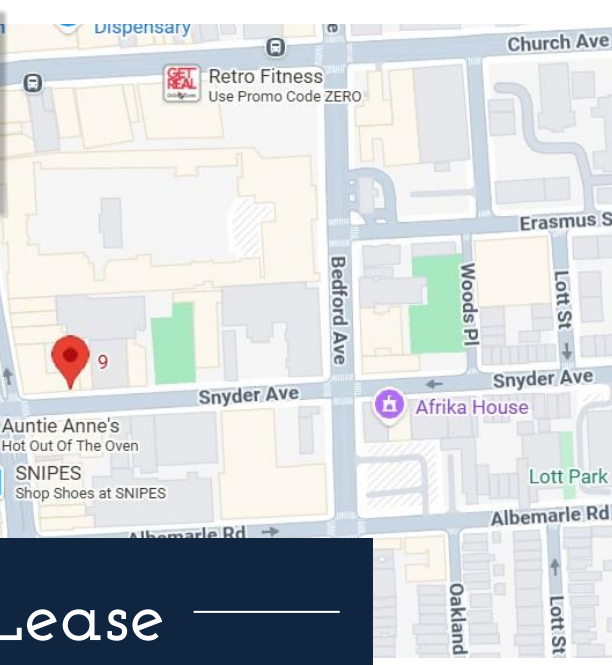 Dispensary
Church Ave
GET
REAL
Retro Fitness
Use Promo Code ZERO
Erasmus S
Bedford Ave
Woods Pl
Lott St
9
Snyder Ave
Snyder Ave
Auntie Anne's
Hot Out Of The Oven
Afrika House
SNIPES
Shop Shoes at SNIPES
Lott Park
Albemarle Rd
Albemarle Rd
Oakland
Lott St
Lease